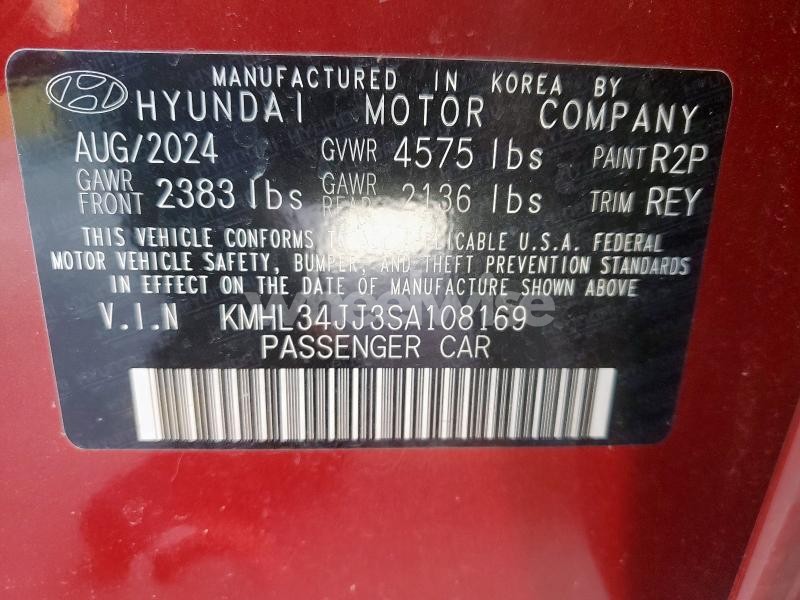 MANUFACTURED IN KOREA BY
HYUNDAI MOTOR COMPANY
AUG/2024 GVWR 4575 lbs PAINT R2P
GAWR FRONT 2383 lbs GAWR REAR 2136 lbs TRIM REY
THIS VEHICLE CONFORMS TO ALL APPLICABLE U.S.A. FEDERAL
MOTOR VEHICLE SAFETY, BUMPER, AND THEFT PREVENTION STANDARDS
IN EFFECT ON THE DATE OF MANUFACTURE SHOWN ABOVE
V.I.N KMHL34JJ3SA108169
PASSENGER CAR